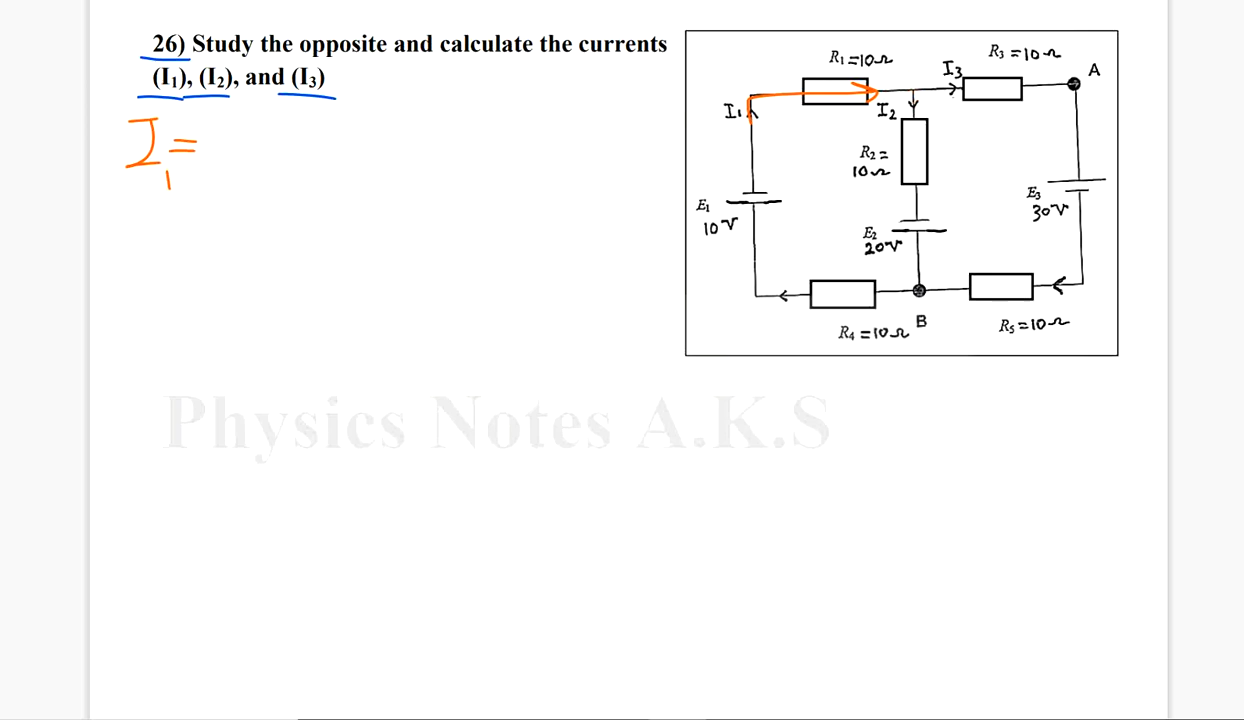 26) Study the opposite and calculate the currents
(I₁), (I₂), and (I₃)
I₁ =
R₁ = 10Ω
R₃ = 10Ω
I₃
A
I₁
I₂
R₂ =
10Ω
E₁
10V
E₂
20V
E₃
30V
R₄ = 10Ω
B
R₅ = 10Ω
Physics Notes A.K.S